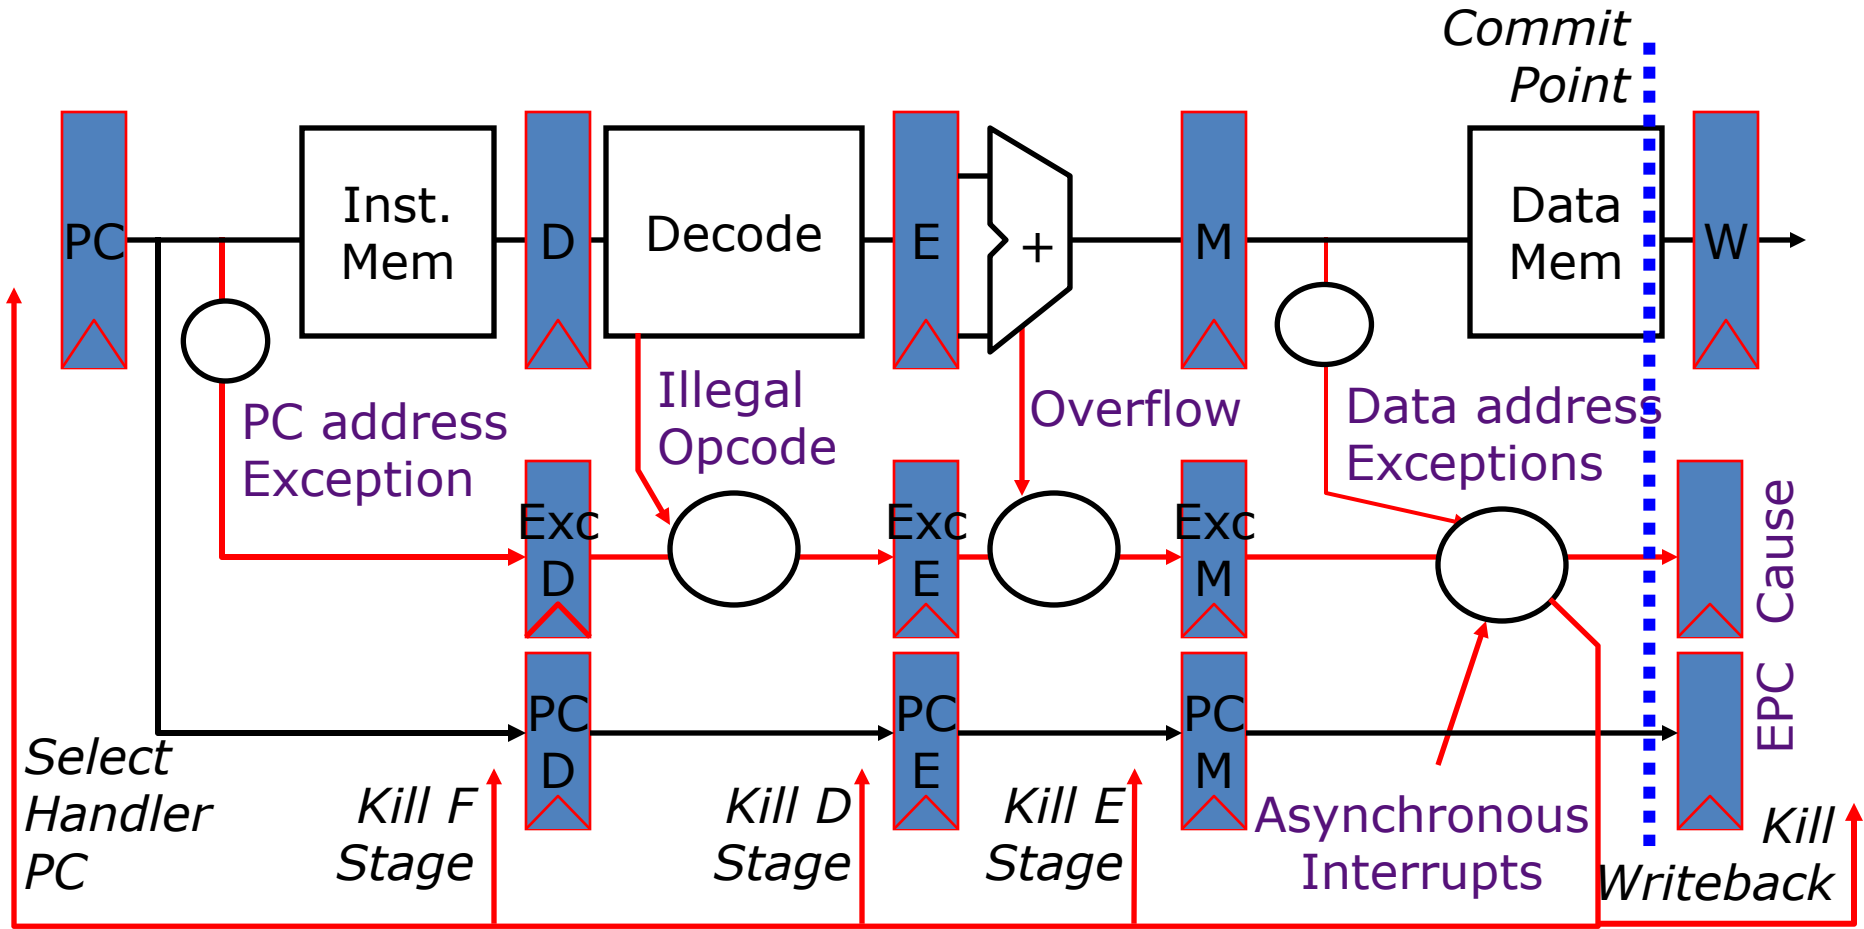 Commit
Point
PC
Inst.
Mem
D
Decode
E
+
M
Data
Mem
W
PC address
Exception
Illegal
Opcode
Overflow
Data address
Exceptions
Exc
D
Exc
E
Exc
M
Cause
PC
D
PC
E
PC
M
EPC
Select
Handler
PC
Kill F
Stage
Kill D
Stage
Kill E
Stage
Asynchronous
Interrupts
Kill
Writeback